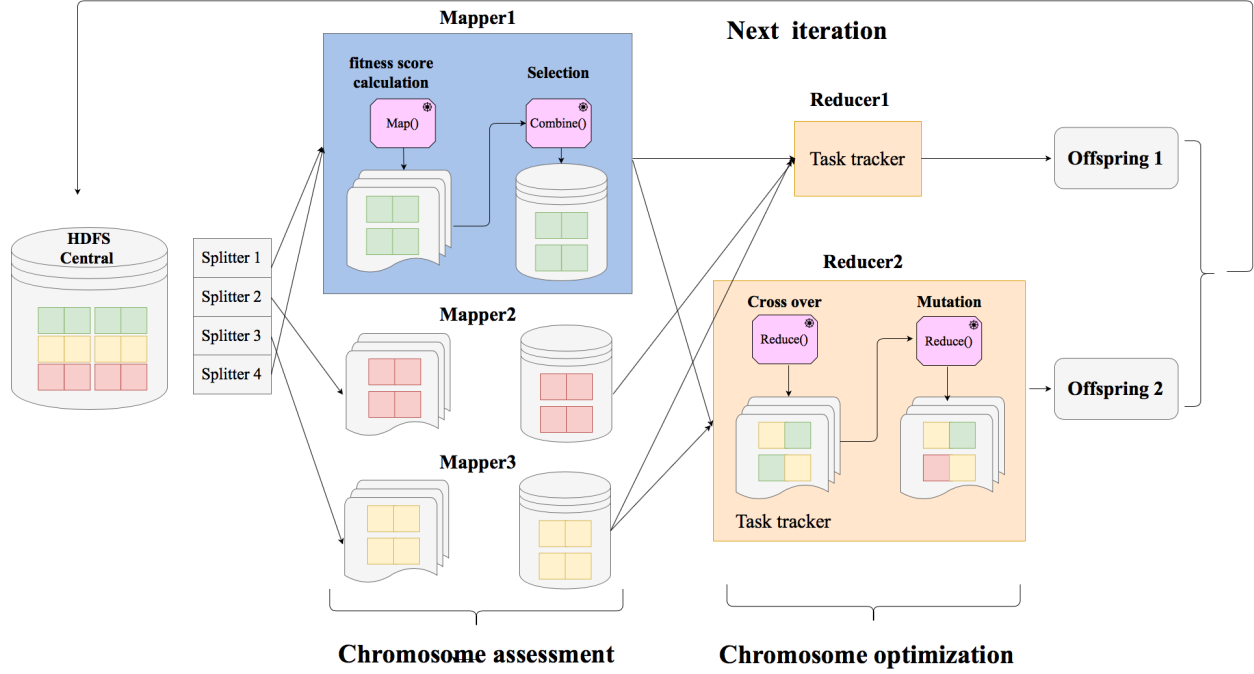 Mapper1
Next iteration
fitness score
calculation
Selection
Map()
Combine()
Reducer1
Task tracker
Offspring 1
HDFS
Central
Splitter 1
Splitter 2
Splitter 3
Splitter 4
Mapper2
Mapper3
Reducer2
Cross over
Mutation
Reduce()
Reduce()
Task tracker
Offspring 2
Chromosome assessment
Chromosome optimization